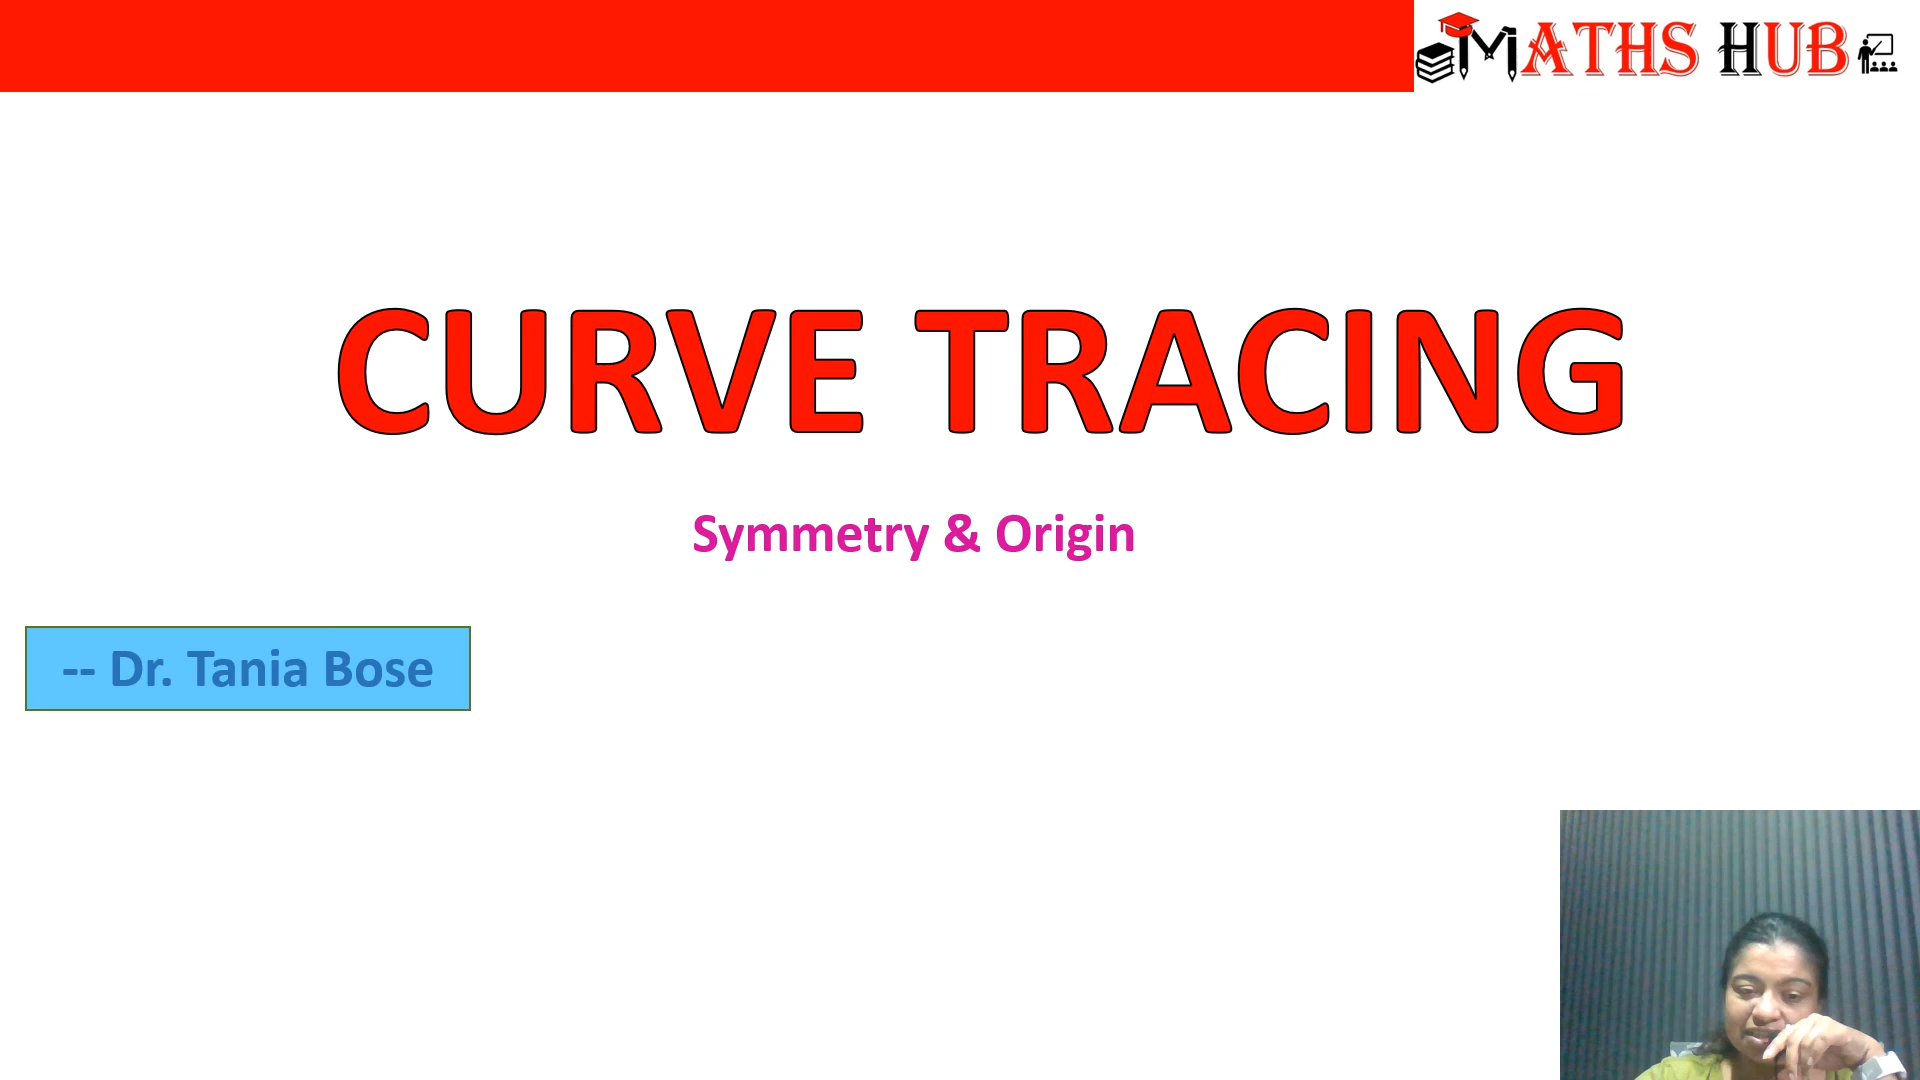 MATHS HUB
CURVE TRACING
Symmetry & Origin
-- Dr. Tania Bose